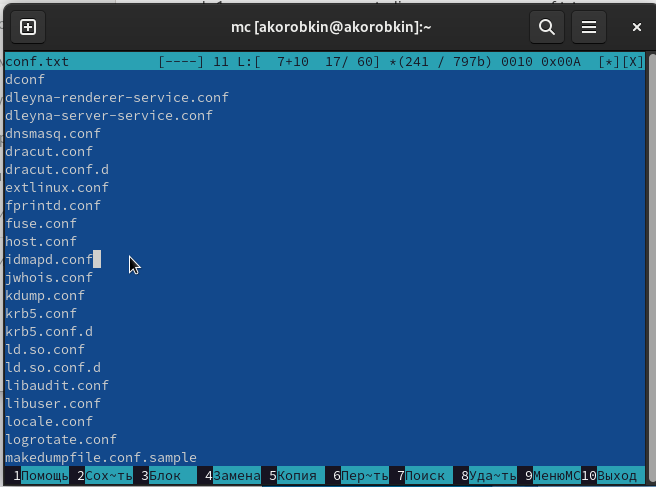 mc [akorobkin@akorobkin]:~
conf.txt [----] 11 L:[ 7+10 17/ 60] *(241 / 797b) 0010 0x00A [*][X]
dconf
dleyna-renderer-service.conf
dleyna-server-service.conf
dnsmasq.conf
dracut.conf
dracut.conf.d
extlinux.conf
fprintd.conf
fuse.conf
host.conf
idmapd.conf
jwhois.conf
kdump.conf
krb5.conf
krb5.conf.d
ld.so.conf
ld.so.conf.d
libaudit.conf
libuser.conf
locale.conf
logrotate.conf
makedumpfile.conf.sample
1Помощь 2Сох~ть 3Блок 4Замена 5Копия 6Пер~ть 7Поиск 8Уда~ть 9МенюMC 10Выход